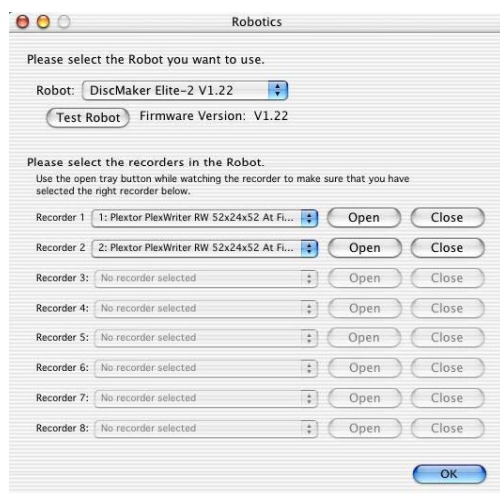 Robotics
Please select the Robot you want to use.
Robot: DiscMaker Elite-2 V1.22
Test Robot Firmware Version: V1.22
Please select the recorders in the Robot.
Use the open tray button while watching the recorder to make sure that you have
selected the right recorder below.
Recorder 1 1: Plextor PlexWriter RW 52x24x52 At Fi... Open Close
Recorder 2 2: Plextor PlexWriter RW 52x24x52 At Fi... Open Close
Recorder 3: No recorder selected Open Close
Recorder 4: No recorder selected Open Close
Recorder 5: No recorder selected Open Close
Recorder 6: No recorder selected Open Close
Recorder 7: No recorder selected Open Close
Recorder 8: No recorder selected Open Close
OK